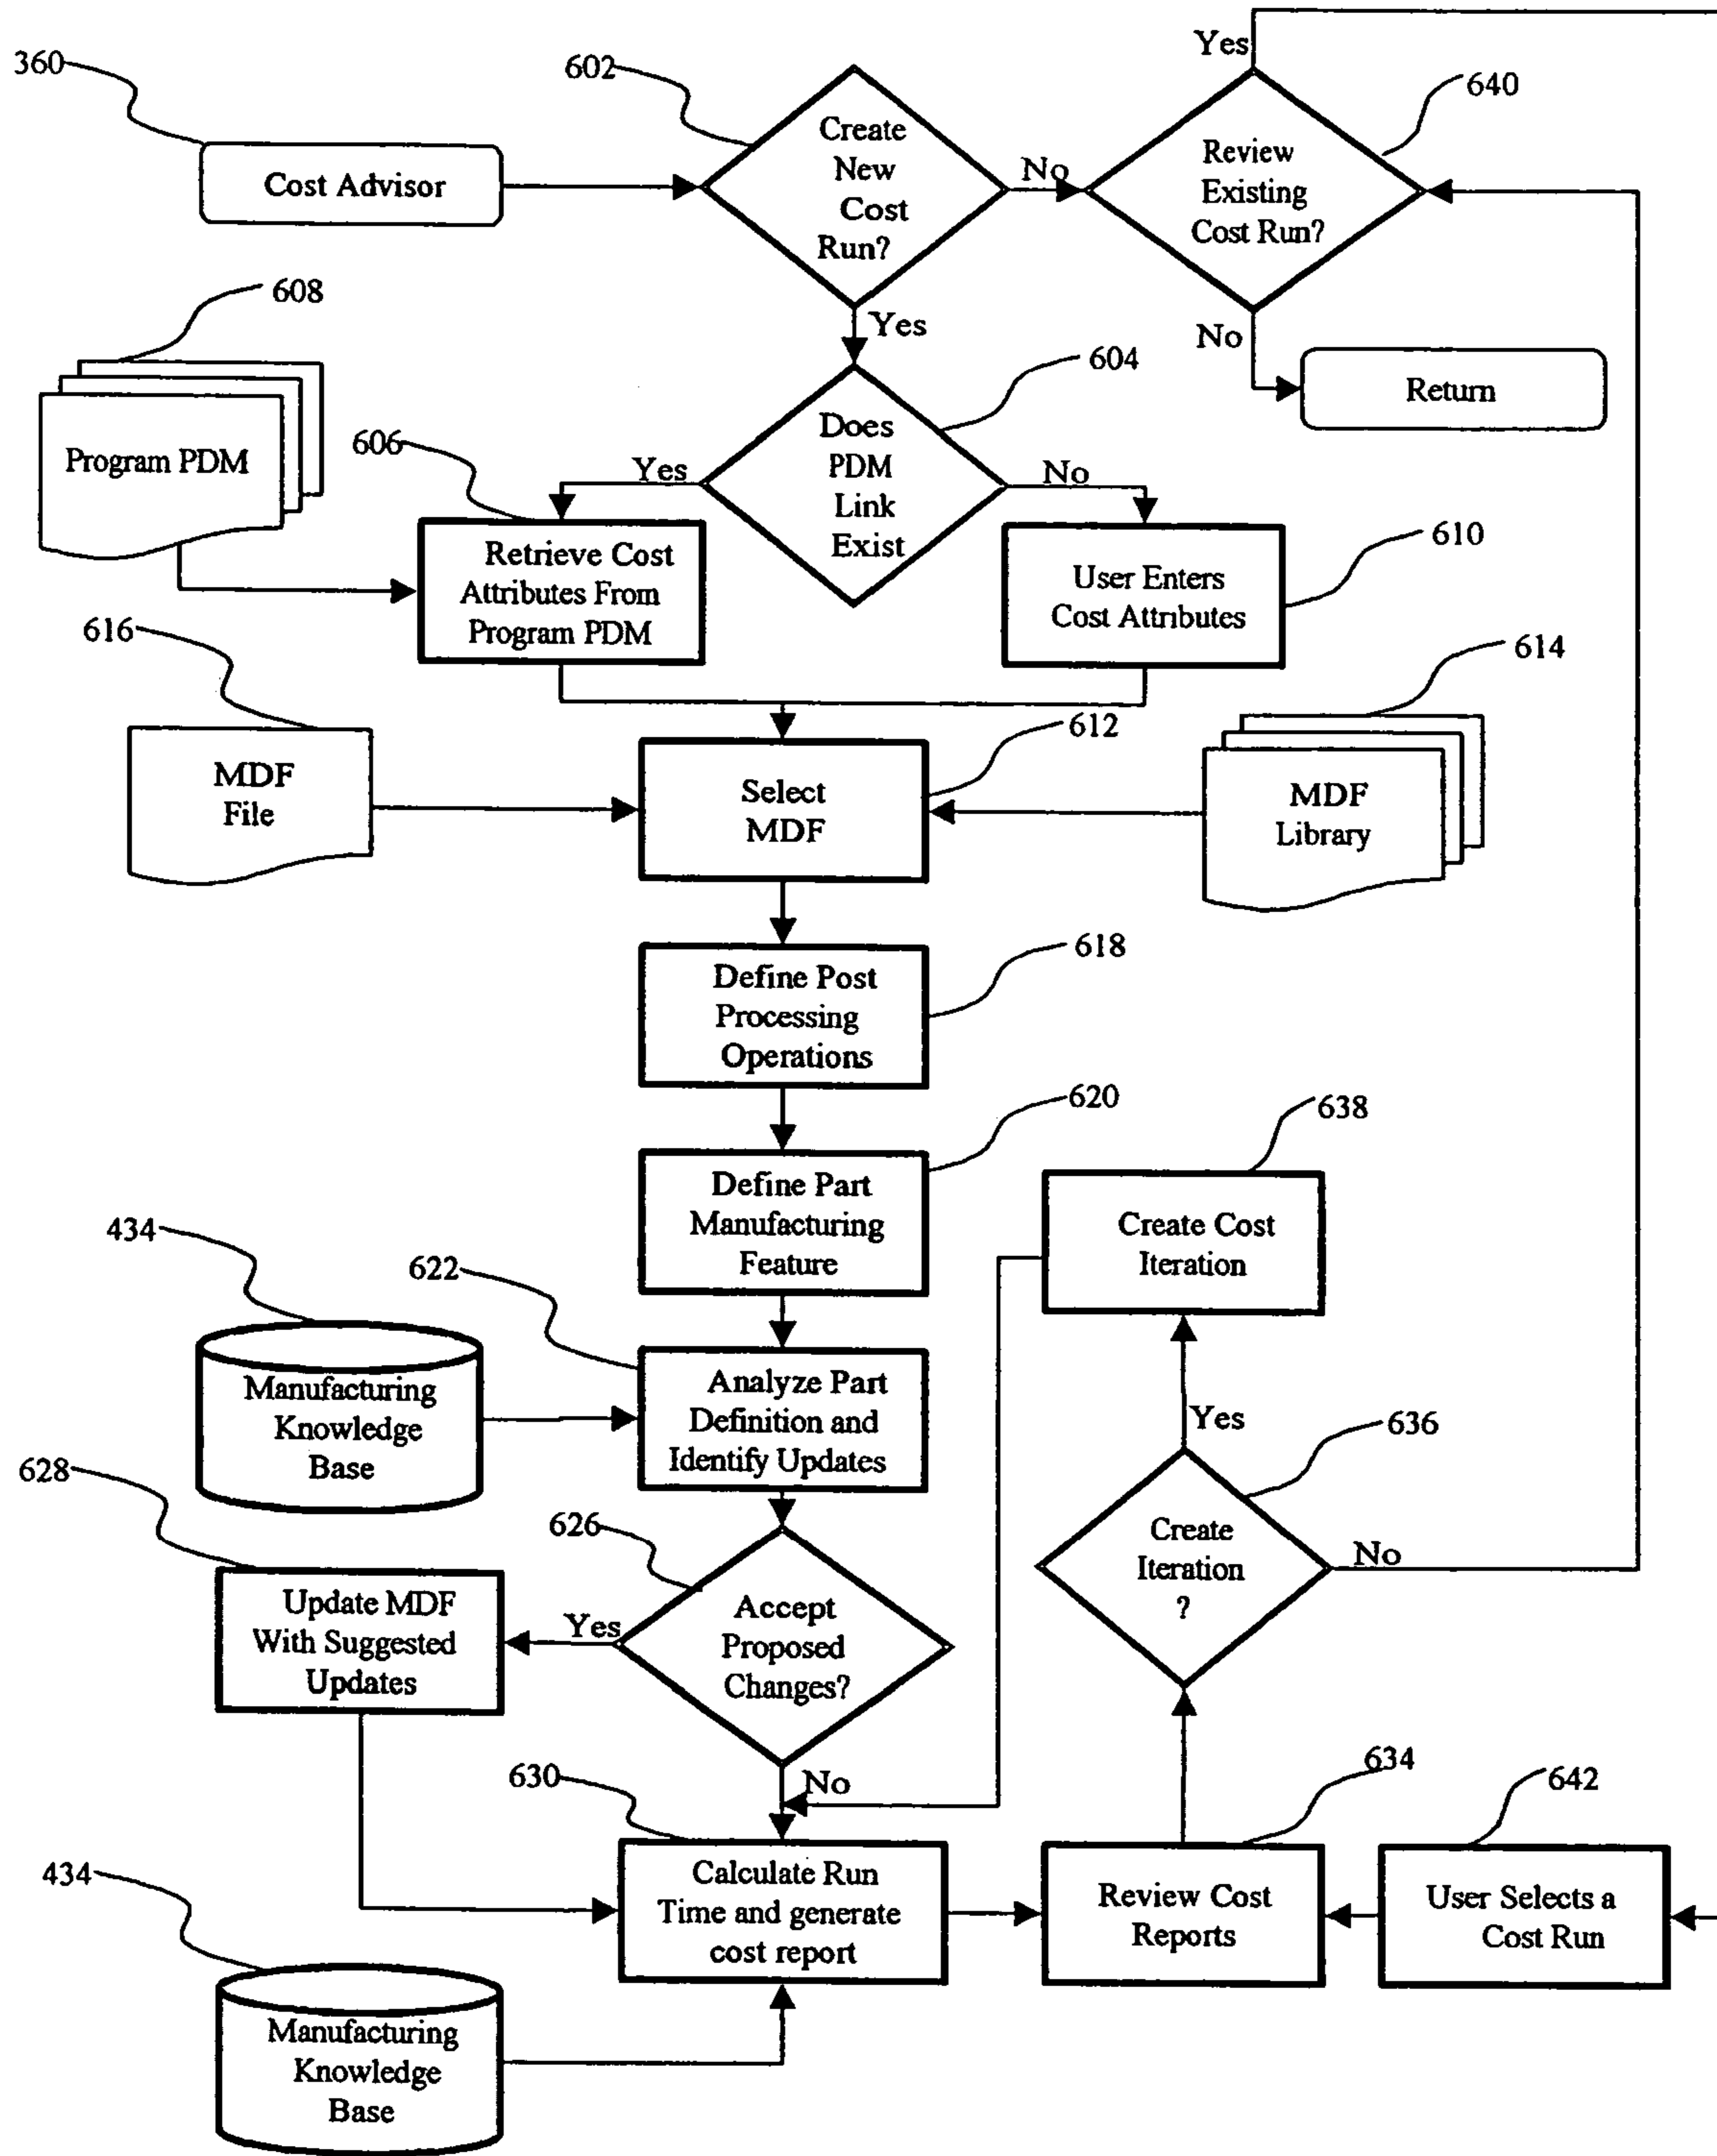 Yes
360
602
640
Create
New
Cost
Run?
Review
Existing
Cost Run?
Cost Advisor
No
608
Yes
No
604
Return
Program PDM
606
Does
PDM
Link
Exist
Yes
No
610
Retrieve Cost
Attributes From
Program PDM
User Enters
Cost Attributes
616
614
612
MDF
File
Select
MDF
MDF
Library
618
Define Post
Processing
Operations
620
638
Define Part
Manufacturing
Feature
Create Cost
Iteration
434
622
Manufacturing
Knowledge
Base
Analyze Part
Definition and
Identify Updates
Yes
636
628
626
Create
Iteration
?
No
Update MDF
With Suggested
Updates
Yes
Accept
Proposed
Changes?
630
No
634
642
434
Calculate Run
Time and generate
cost report
Review Cost
Reports
User Selects a
Cost Run
Manufacturing
Knowledge
Base